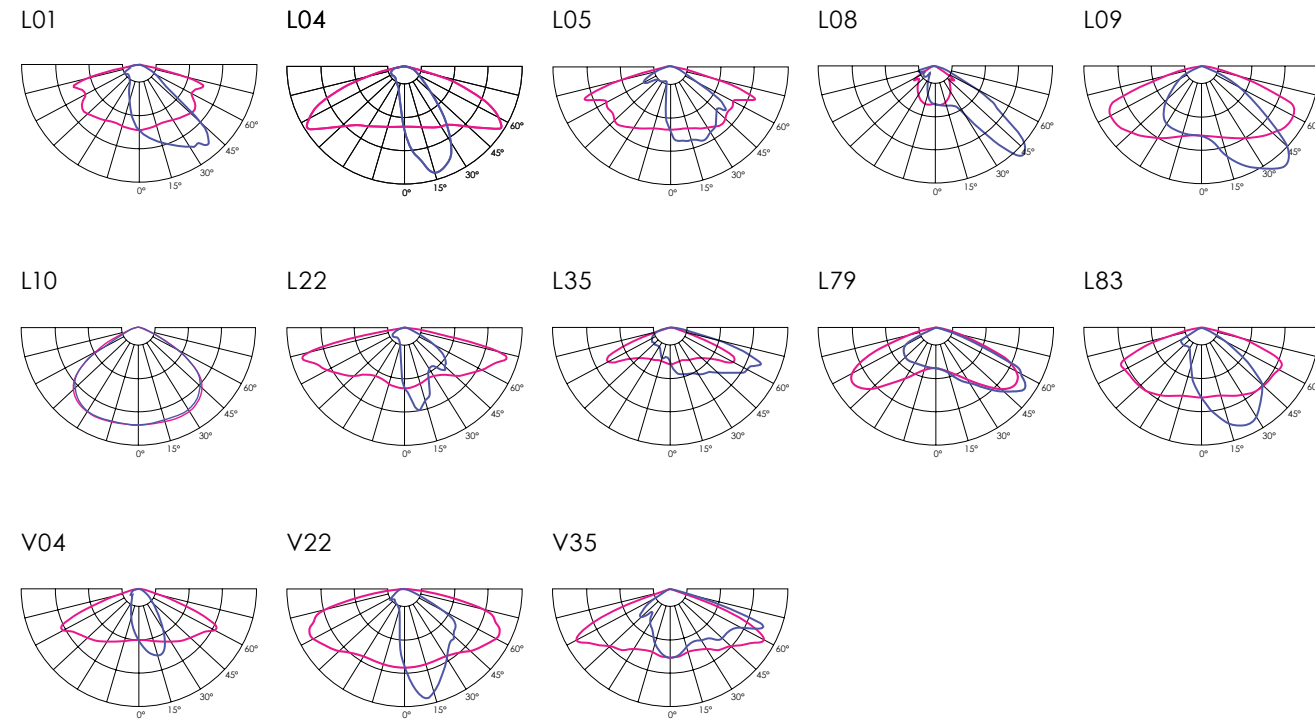 L01 L04 L05 L08 L09
60° 60° 60° 45° 60°
45° 45° 45° 30° 45°
30° 30° 30° 15° 30°
15° 15° 15° 0° 15°
0° 0° 0° 0°
L10 L22 L35 L79 L83
60° 60° 60° 60° 60°
45° 45° 45° 45° 45°
30° 30° 30° 30° 30°
15° 15° 15° 15° 15°
0° 0° 0° 0° 0°
V04 V22 V35
60° 60° 60°
45° 45° 45°
30° 30° 30°
15° 15° 15°
0° 0° 0°